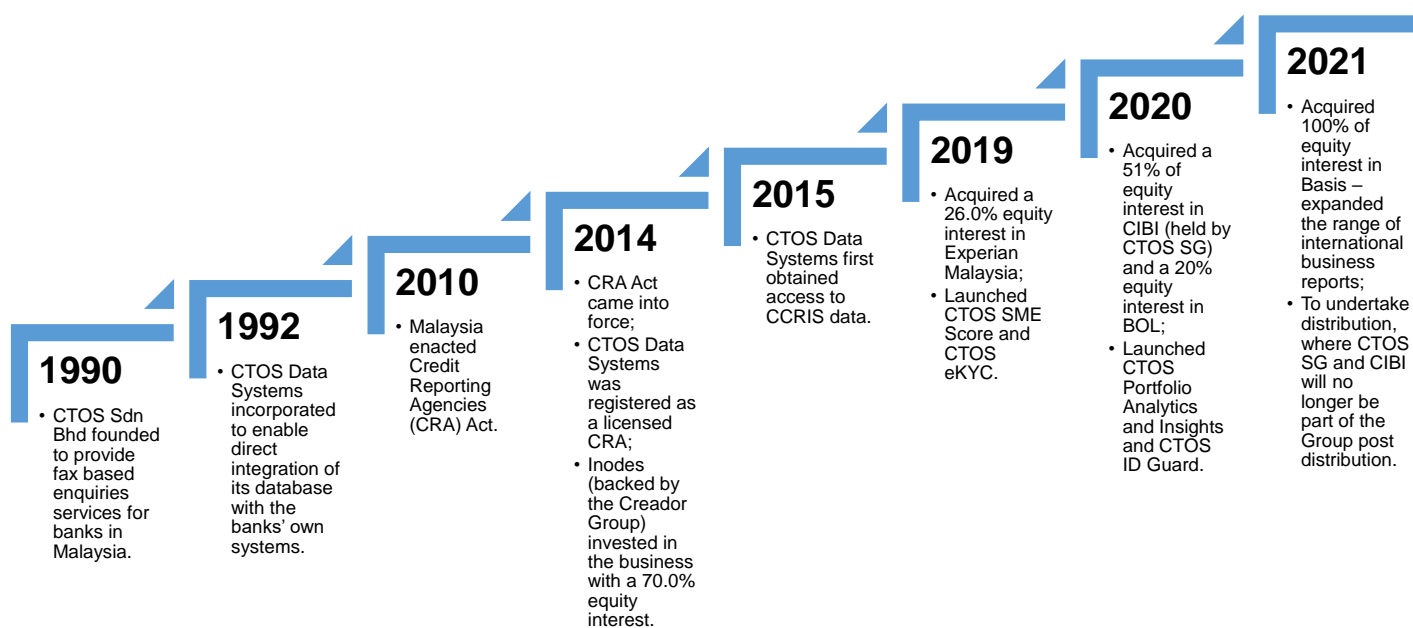 1990
• CTOS Sdn
Bhd founded
to provide
fax based
enquiries
services for
banks in
Malaysia.
1992
• CTOS Data
Systems
incorporated
to enable
direct
integration of
its database
with the
banks’ own
systems.
2010
• Malaysia
enacted
Credit
Reporting
Agencies
(CRA) Act.
2014
• CRA Act
came into
force;
• CTOS Data
Systems
was
registered as
a licensed
CRA;
• Inodes
(backed by
the Creador
Group)
invested in
the business
with a 70.0%
equity
interest.
2015
• CTOS Data
Systems first
obtained
access to
CCRIS data.
2019
• Acquired a
26.0% equity
interest in
Experian
Malaysia;
• Launched
CTOS SME
Score and
CTOS
eKYC.
2020
• Acquired a
51% of
equity
interest in
CIBI (held by
CTOS SG)
and a 20%
equity
interest in
BOL;
• Launched
CTOS
Portfolio
Analytics
and Insights
and CTOS
ID Guard.
2021
• Acquired
100% of
equity
interest in
Basis –
expanded
the range of
international
business
reports;
• To undertake
distribution,
where CTOS
SG and CIBI
will no
longer be
part of the
Group post
distribution.